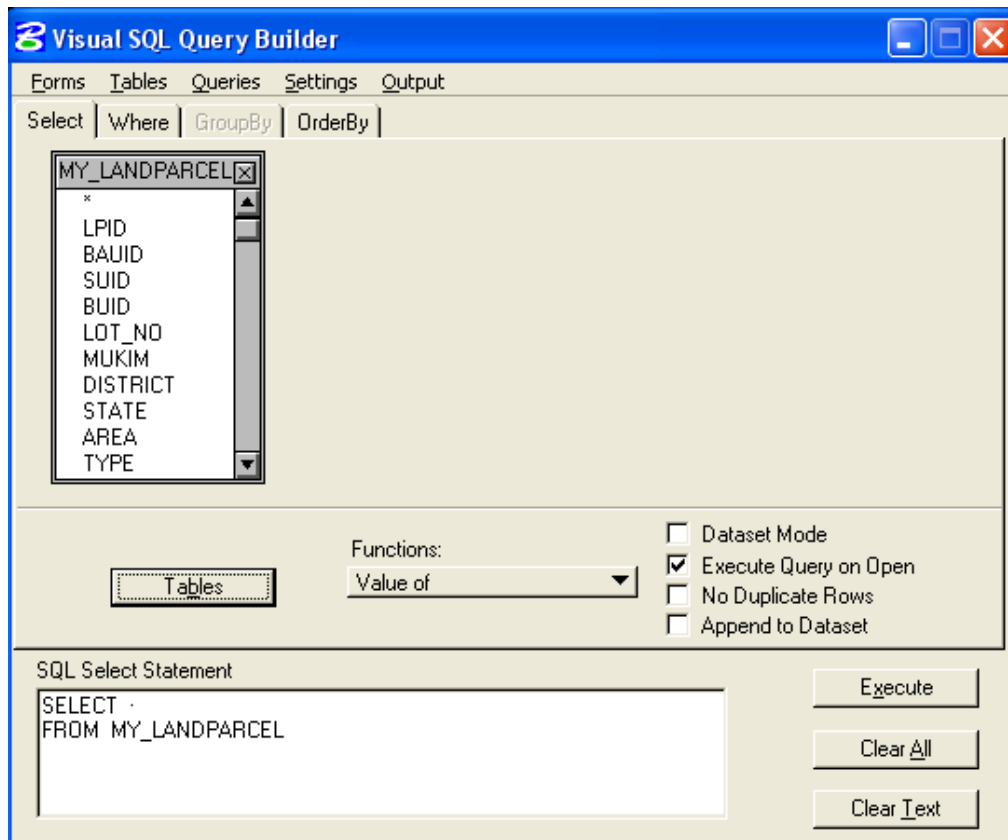 Visual SQL Query Builder
Forms Tables Queries Settings Output
Select Where GroupBy OrderBy
MY_LANDPARCEL
*
LPID
BAUID
SUID
BUID
LOT_NO
MUKIM
DISTRICT
STATE
AREA
TYPE
Tables
Functions:
Value of
Dataset Mode
Execute Query on Open
No Duplicate Rows
Append to Dataset
SQL Select Statement
SELECT ·
FROM MY_LANDPARCEL
Execute
Clear All
Clear Text